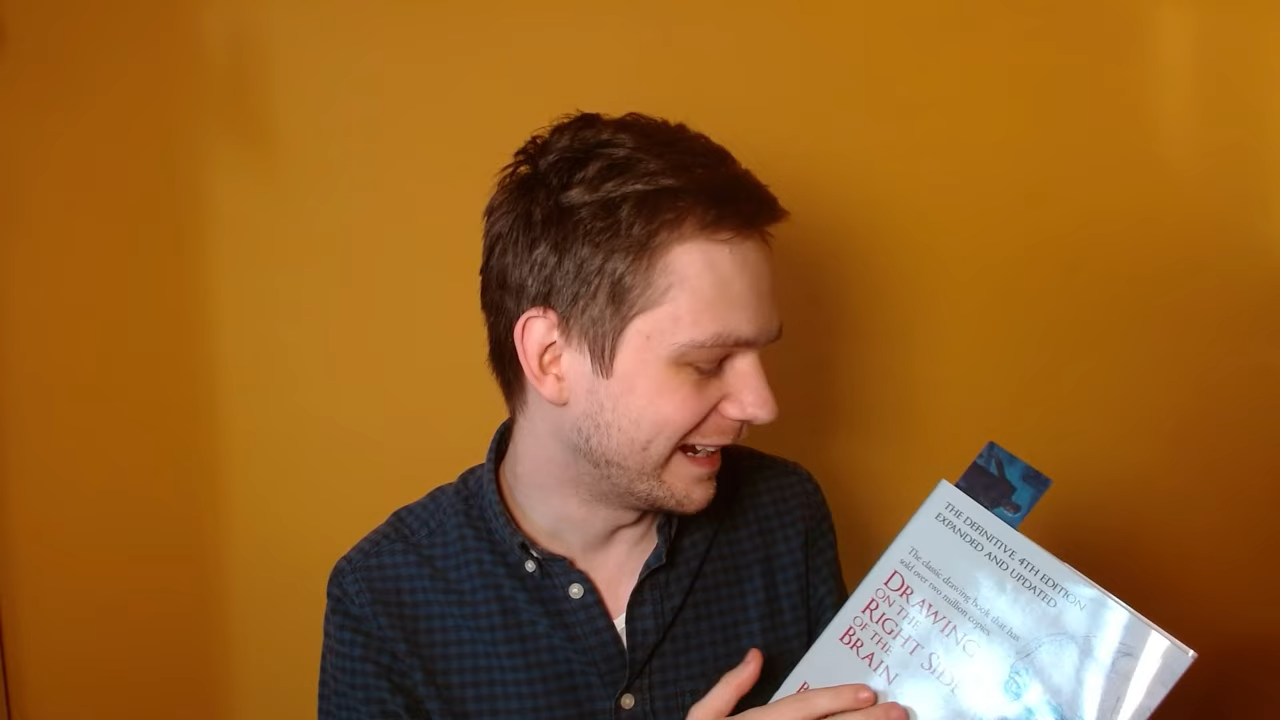 THE DEFINITIVE, 4TH EDITION
EXPANDED AND UPDATED
The classic drawing book that has
sold over two million copies
DRAWING
ON THE
RIGHT SIDE
OF THE
BRAIN